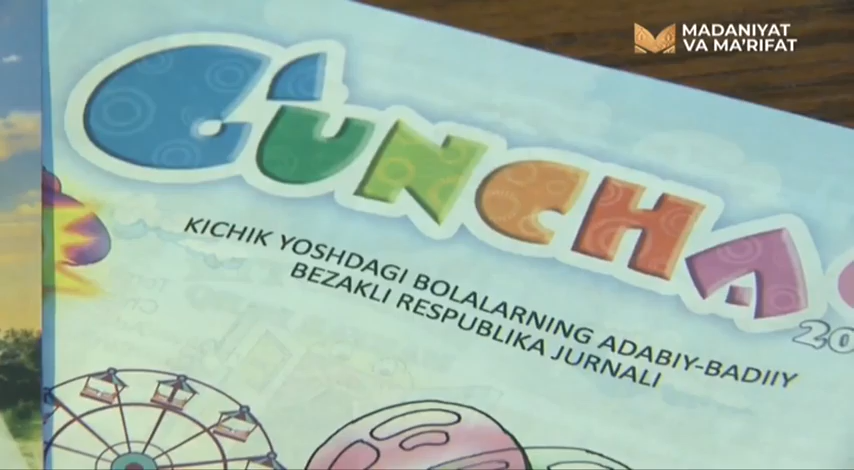 MADANIYAT
VA MA'RIFAT
G'UNCHA
KICHIK YOSHDAGI BOLALARNING ADABIY-BADIIY
BEZAKLI RESPUBLIKA JURNALI